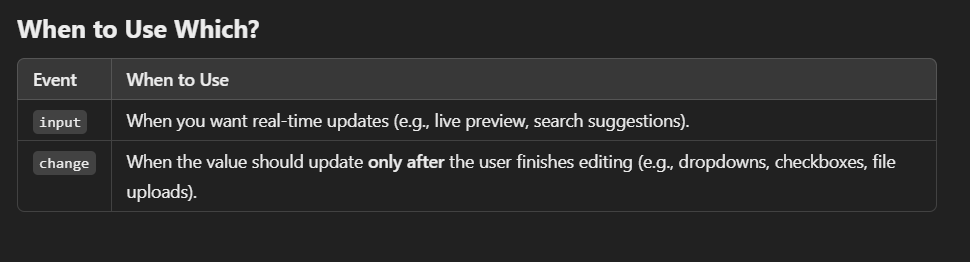 When to Use Which?
Event When to Use
input When you want real-time updates (e.g., live preview, search suggestions).
change When the value should update only after the user finishes editing (e.g., dropdowns, checkboxes, file
uploads).